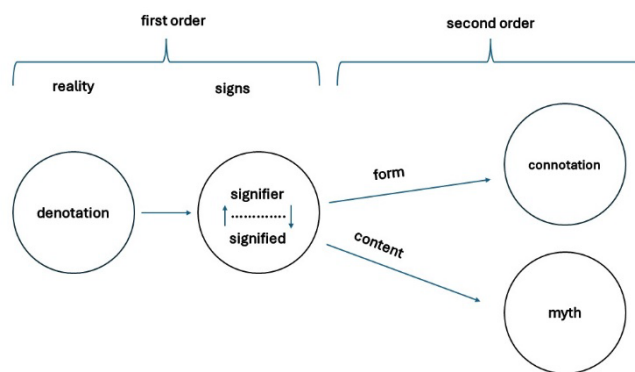 first order
second order
reality
signs
denotation
signifier
signified
form
content
connotation
myth